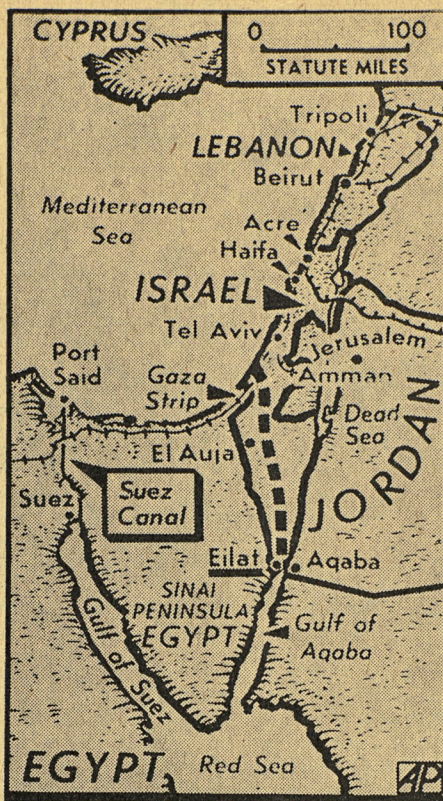 CYPRUS
0 100
STATUTE MILES
Tripoli
LEBANON
Beirut
Mediterranean
Sea
Acre
Haifa
ISRAEL
Tel Aviv
Jerusalem
Port
Said
Gaza
Strip
Amman
Dead
Sea
El Auja
JORDAN
Suez
Canal
Suez
Eilat
Aqaba
SINAI
PENINSULA
EGYPT
Gulf of
Aqaba
Gulf of Suez
EGYPT
Red Sea
AP